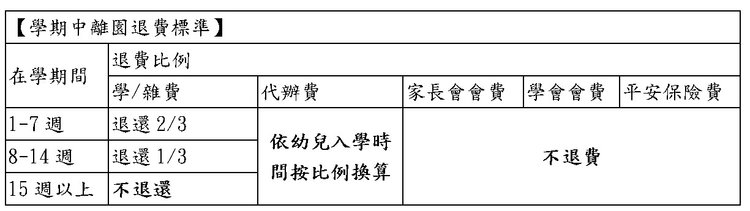 【學期中離園退費標準】
在學期間 退費比例
學/雜費 代辦費 家長會會費 學會會費 平安保險費
1-7 週 退還 2/3 依幼兒入學時間按比例換算 不退費
8-14 週 退還 1/3
15 週以上 不退還